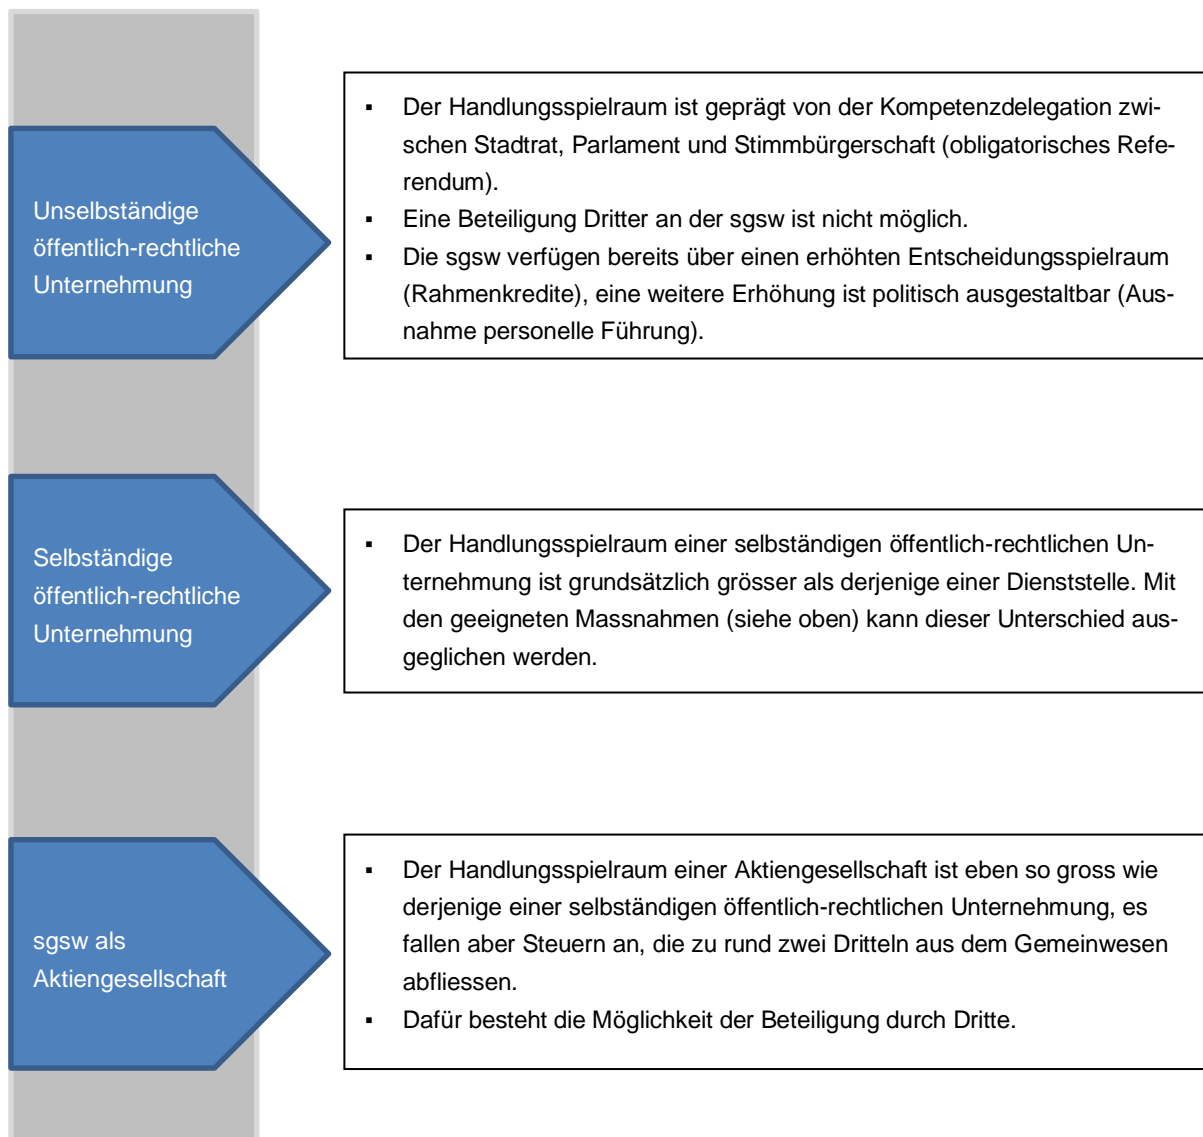 Unselbständige
öffentlich-rechtliche
Unternehmung
▪ Der Handlungsspielraum ist geprägt von der Kompetenzdelegation zwi-
schen Stadtrat, Parlament und Stimmbürgerschaft (obligatorisches Refe-
rendum).
▪ Eine Beteiligung Dritter an der sgsw ist nicht möglich.
▪ Die sgsw verfügen bereits über einen erhöhten Entscheidungsspielraum
(Rahmenkredite), eine weitere Erhöhung ist politisch ausgestaltbar (Aus-
nahme personelle Führung).
Selbständige
öffentlich-rechtliche
Unternehmung
▪ Der Handlungsspielraum einer selbständigen öffentlich-rechtlichen Un-
ternehmung ist grundsätzlich grösser als derjenige einer Dienststelle. Mit
den geeigneten Massnahmen (siehe oben) kann dieser Unterschied aus-
geglichen werden.
sgsw als
Aktiengesellschaft
▪ Der Handlungsspielraum einer Aktiengesellschaft ist eben so gross wie
derjenige einer selbständigen öffentlich-rechtlichen Unternehmung, es
fallen aber Steuern an, die zu rund zwei Dritteln aus dem Gemeinwesen
abfliessen.
▪ Dafür besteht die Möglichkeit der Beteiligung durch Dritte.